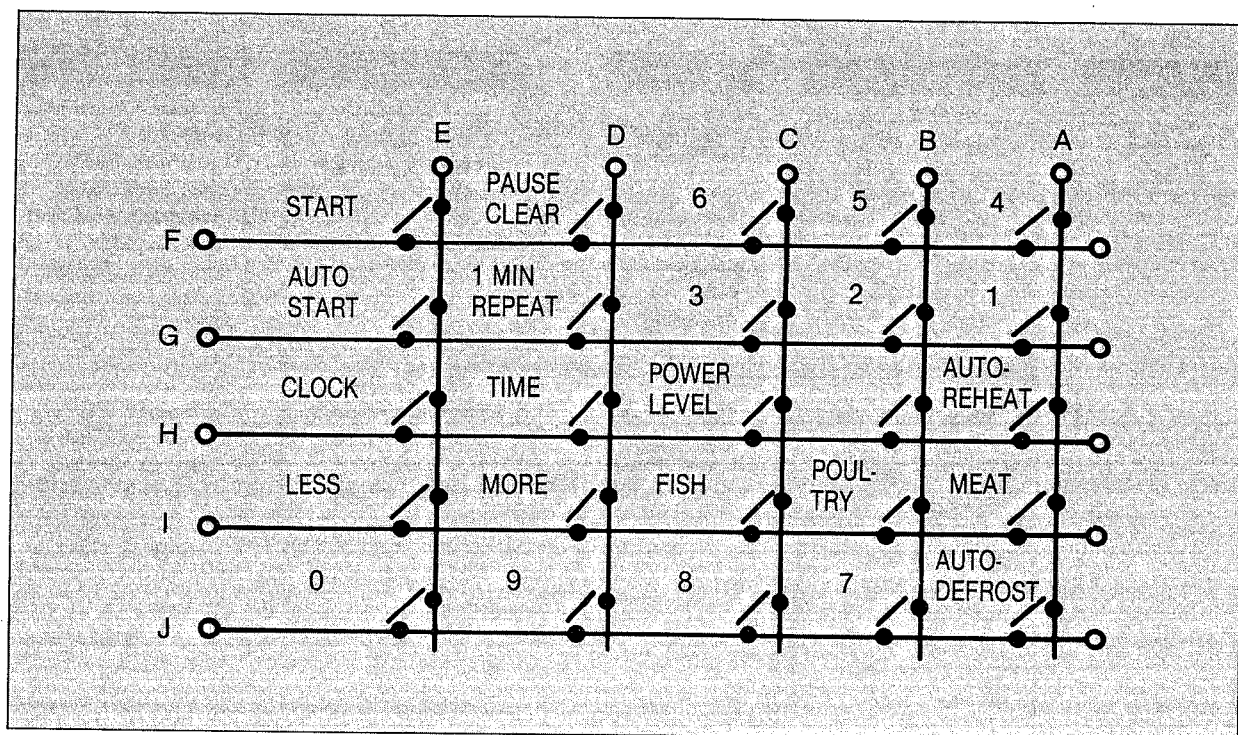 E D C B A
START PAUSE
CLEAR 6 5 4
F
AUTO
START 1 MIN
REPEAT 3 2 1
G
CLOCK TIME POWER
LEVEL AUTO-
REHEAT
H
LESS MORE FISH POUL-
TRY MEAT
I
0 9 8 7 AUTO-
DEFROST
J